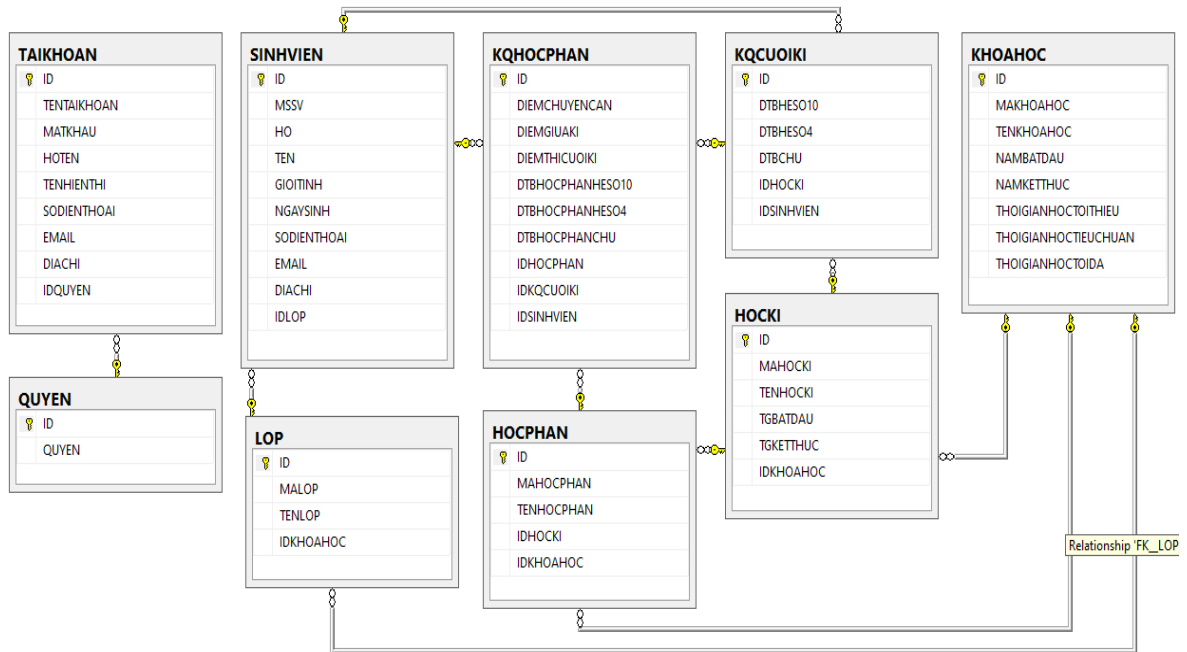 TAIKHOAN
ID
TENTAIKHOAN
MATKHAU
HOTEN
TENHIENTHI
SODIENTHOAI
EMAIL
DIACHI
IDQUYEN
QUYEN
ID
QUYEN
SINHVIEN
ID
MSSV
HO
TEN
GIOITINH
NGAYSINH
SODIENTHOAI
EMAIL
DIACHI
IDLOP
LOP
ID
MALOP
TENLOP
IDKHOAHOC
KQHOCPHAN
ID
DIEMCHUYENCAN
DIEMGIUAKI
DIEMTHICUOIKI
DTBHOCPHANHESO10
DTBHOCPHANHESO4
DTBHOCPHANCHU
IDHOCPHAN
IDKQCUOIKI
IDSINHVIEN
HOCPHAN
ID
MAHOCPHAN
TENHOCPHAN
IDHOCKI
IDKHOAHOC
KQCUOIKI
ID
DTBHESO10
DTBHESO4
DTBCHU
IDHOCKI
IDSINHVIEN
HOCKI
ID
MAHOCKI
TENHOCKI
TGBATDAU
TGKETTHUC
IDKHOAHOC
KHOAHOC
ID
MAKHOAHOC
TENKHOAHOC
NAMBATDAU
NAMKETTHUC
THOIGIANHOCTOITHIEU
THOIGIANHOCTIEUCHUAN
THOIGIANHOCTOIDA
Relationship 'FK_LOP